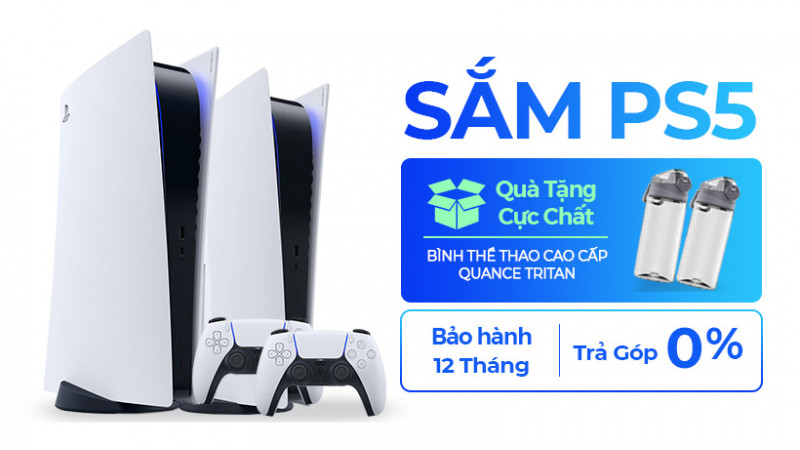 SẮM PS5
Quà Tặng
Cực Chất
BÌNH THỂ THAO CAO CẤP
QUANCE TRITAN
Bảo hành
12 Tháng
Trả Góp 0%